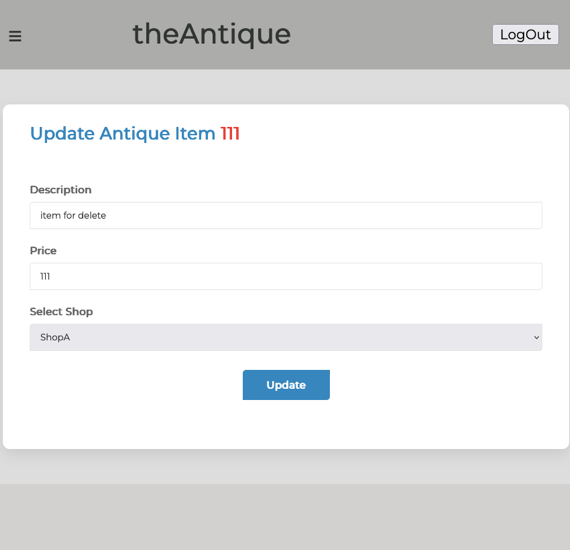 theAntique
LogOut
Update Antique Item 111
Description
item for delete
Price
111
Select Shop
ShopA
Update